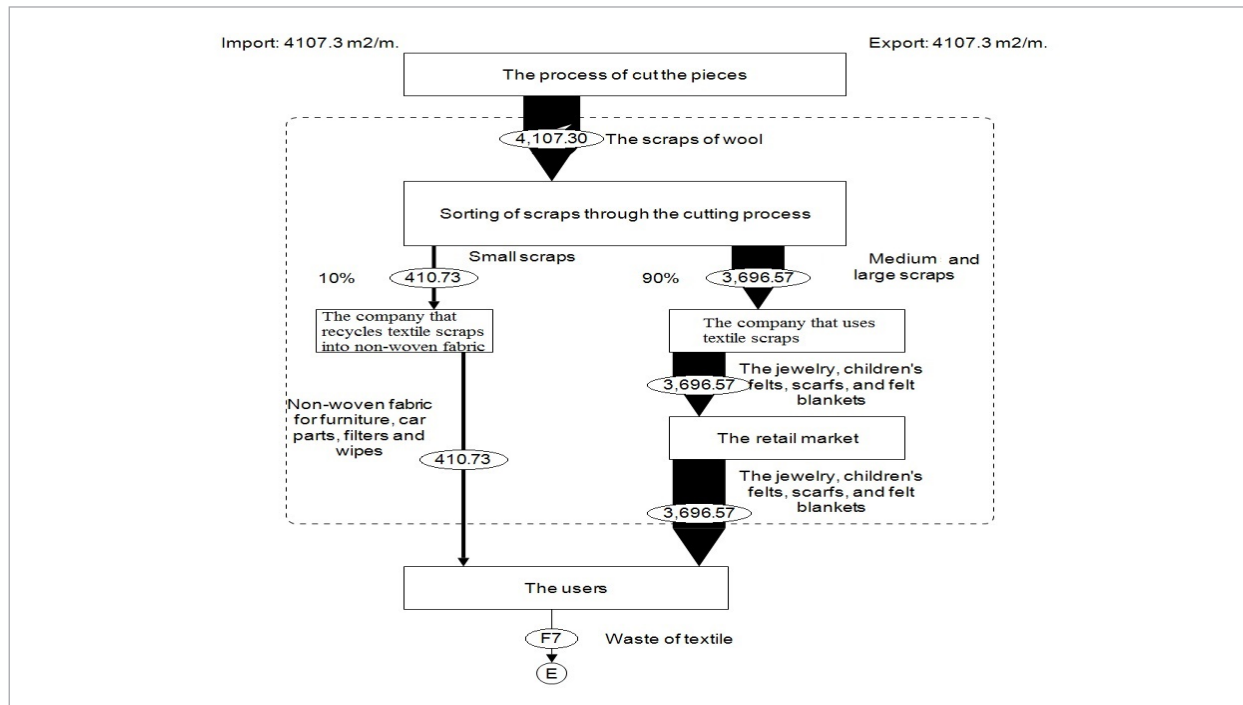 Import: 4107.3 m2/m.
Export: 4107.3 m2/m.
The process of cut the pieces
4,107.30
The scraps of wool
Sorting of scraps through the cutting process
Small scraps
Medium and
large scraps
10%
410.73
90%
3,696.57
The company that
recycles textile scraps
into non-woven fabric
The company that uses
textile scraps
The jewelry, children's
felts, scarfs, and felt
blankets
3,696.57
Non-woven fabric
for furniture, car
parts, filters and
wipes
410.73
The retail market
The jewelry, children's
felts, scarfs, and felt
blankets
3,696.57
The users
F7
Waste of textile
E